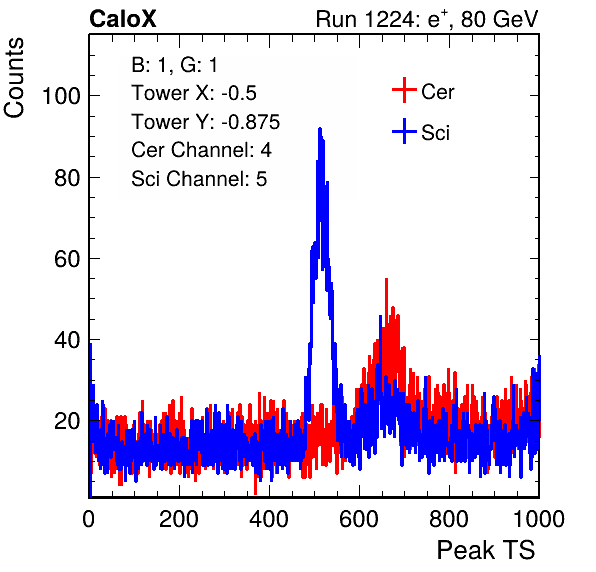 CaloX Run 1224: e+, 80 GeV
Counts
B: 1, G: 1
Tower X: -0.5
Tower Y: -0.875
Cer Channel: 4
Sci Channel: 5
Cer
Sci
100
80
60
40
20
0 200 400 600 800 1000
Peak TS